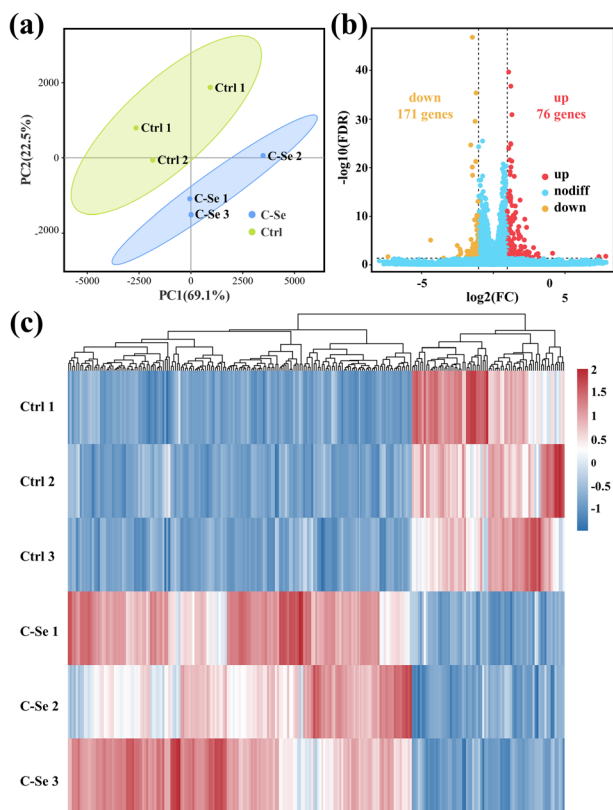 (a)
PC2(22.5%)
2000
0
-2000
Ctrl 1
Ctrl 1
Ctrl 2
C-Se 2
C-Se 1
C-Se 3
C-Se
Ctrl
-5000
-2500
0
2500
5000
PC1(69.1%)
(b)
-log10(FDR)
40
30
20
10
0
down
171 genes
up
76 genes
up
nodiff
down
-5
0
5
log2(FC)
(c)
Ctrl 1
Ctrl 2
Ctrl 3
C-Se 1
C-Se 2
C-Se 3
2
1
0
-0.5
-1